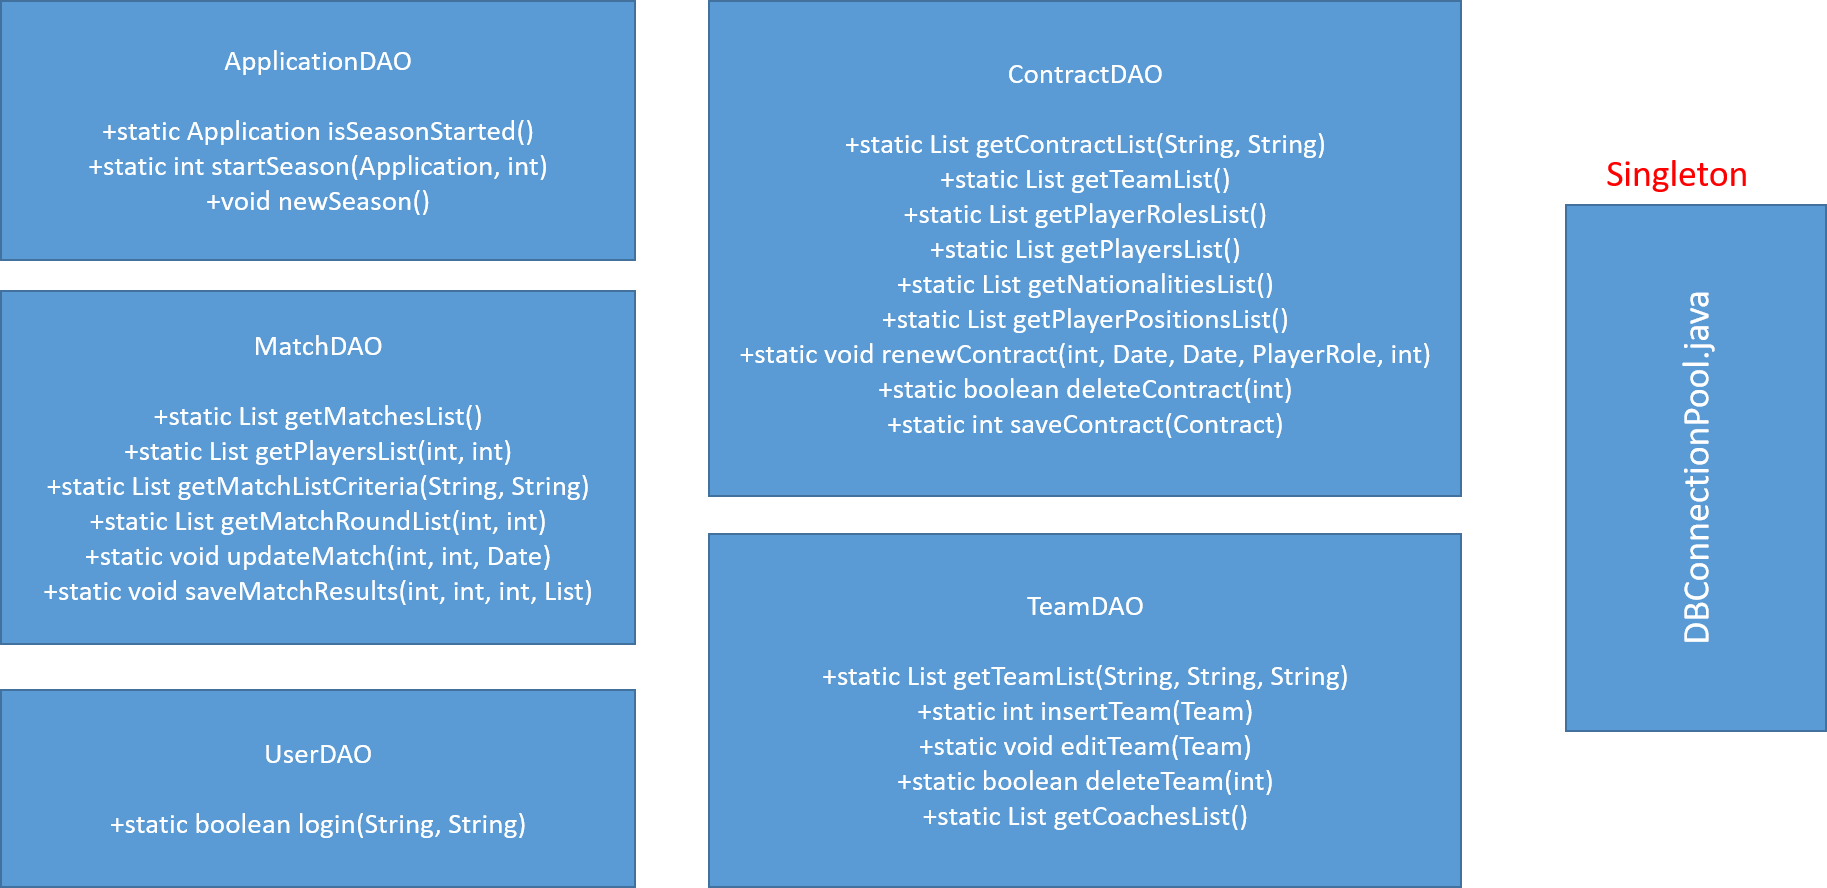 ApplicationDAO
+static Application isSeasonStarted()
+static int startSeason(Application, int)
+void newSeason()
MatchDAO
+static List getMatchesList()
+static List getPlayersList(int, int)
+static List getMatchListCriteria(String, String)
+static List getMatchRoundList(int, int)
+static void updateMatch(int, int, Date)
+static void saveMatchResults(int, int, int, List)
UserDAO
+static boolean login(String, String)
ContractDAO
+static List getContractList(String, String)
+static List getTeamList()
+static List getPlayerRolesList()
+static List getPlayersList()
+static List getNationalitiesList()
+static List getPlayerPositionsList()
+static void renewContract(int, Date, Date, PlayerRole, int)
+static boolean deleteContract(int)
+static int saveContract(Contract)
TeamDAO
+static List getTeamList(String, String, String)
+static int insertTeam(Team)
+static void editTeam(Team)
+static boolean deleteTeam(int)
+static List getCoachesList()
Singleton
DBConnectionPool.java